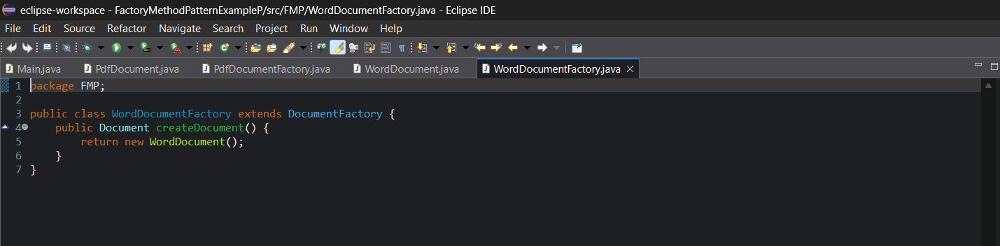 eclipse-workspace - FactoryMethodPatternExampleP/src/FMP/WordDocumentFactory.java - Eclipse IDE
File Edit Source Refactor Navigate Search Project Run Window Help
Main.java PdfDocument.java PdfDocumentFactory.java WordDocument.java WordDocumentFactory.java
1 package FMP;
2
3 public class WordDocumentFactory extends DocumentFactory {
4 public Document createDocument() {
5 return new WordDocument();
6 }
7 }